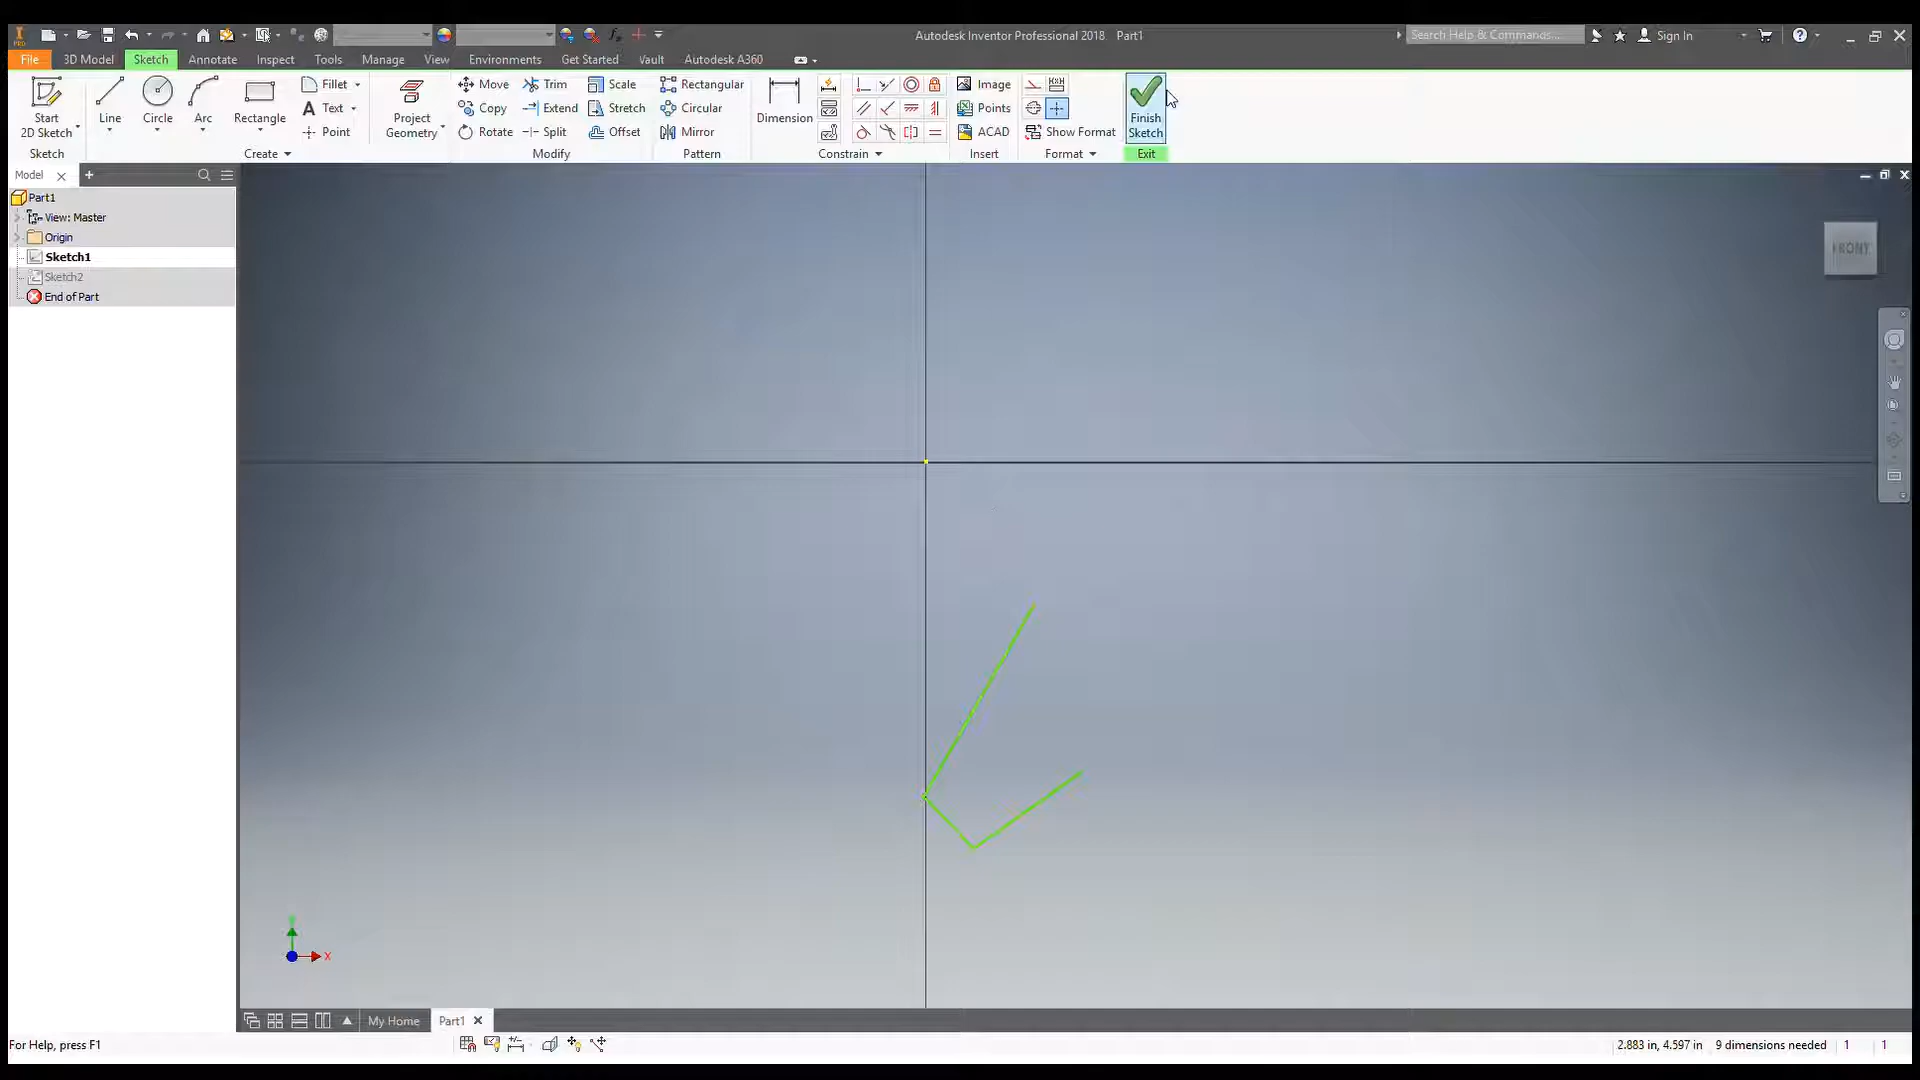 Autodesk Inventor Professional 2018 Part1
Search Help & Commands...
Sign In
PRO
File 3D Model Sketch Annotate Inspect Tools Manage View Environments Get Started Vault Autodesk A360
Start
2D Sketch
Line
Circle
Arc
Rectangle
Fillet
Text
Point
Project
Geometry
Move
Copy
Rotate
Trim
Extend
Split
Scale
Stretch
Offset
Rectangular
Circular
Mirror
Dimension
Image
Points
ACAD
Show Format
Finish
Sketch
Sketch Create Modify Pattern Constrain Insert Format Exit
Model
Part1
View: Master
Origin
Sketch1
Sketch2
End of Part
FRONT
X
My Home
Part1
For Help, press F1
2.883 in, 4.597 in 9 dimensions needed 1 1